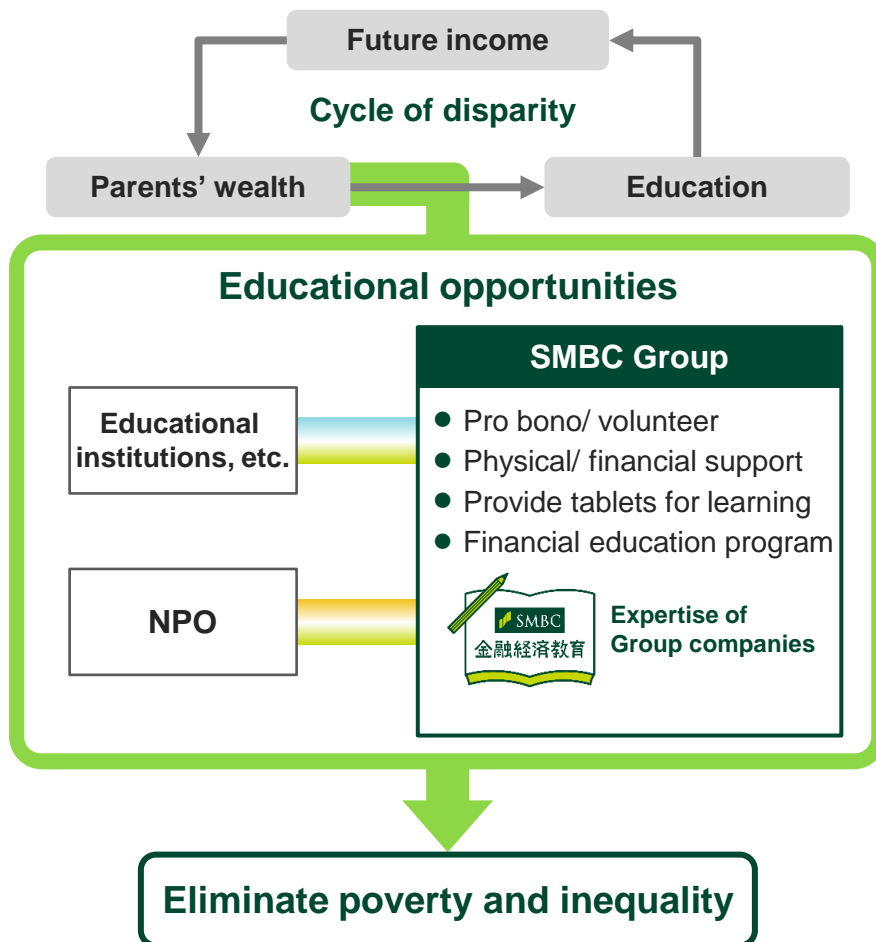 Future income
Cycle of disparity
Parents’ wealth
Education
Educational opportunities
Educational
institutions, etc.
NPO
SMBC Group
● Pro bono/ volunteer
● Physical/ financial support
● Provide tablets for learning
● Financial education program
SMBC
金融経済教育
Expertise of
Group companies
Eliminate poverty and inequality